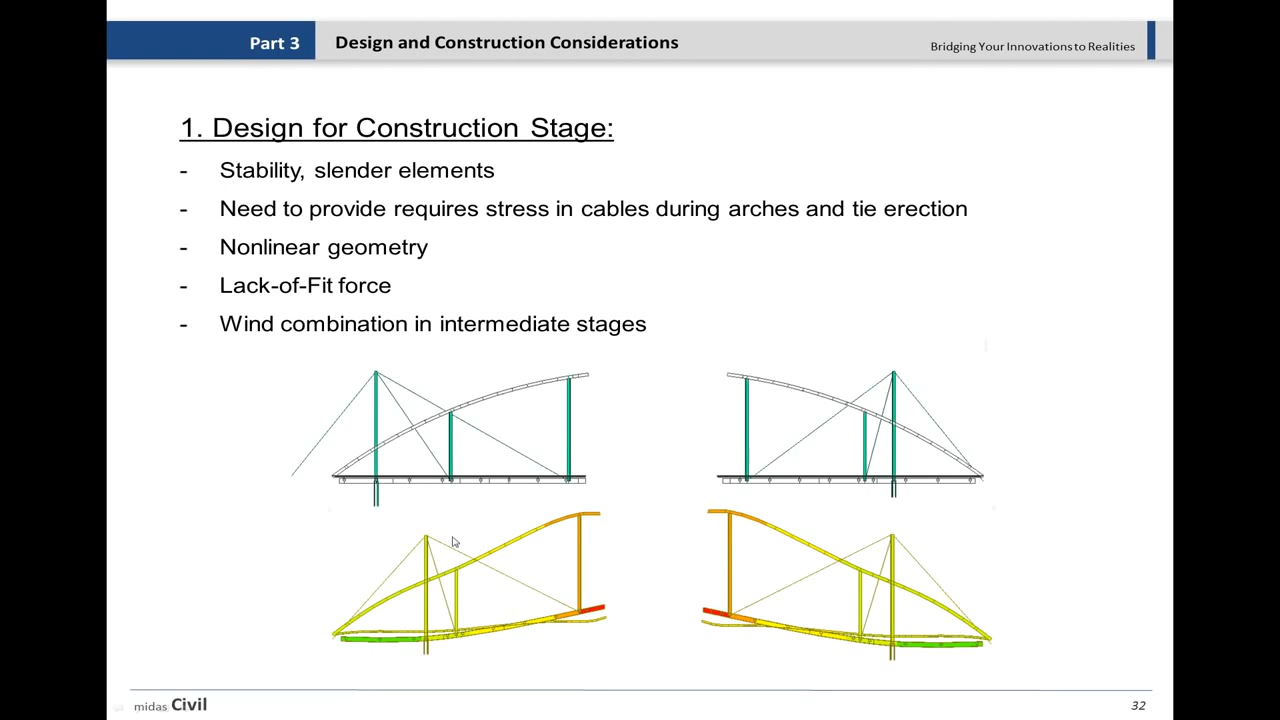 Part 3
Design and Construction Considerations
Bridging Your Innovations to Realities
1. Design for Construction Stage:
- Stability, slender elements
- Need to provide requires stress in cables during arches and tie erection
- Nonlinear geometry
- Lack-of-Fit force
- Wind combination in intermediate stages
midas Civil
32